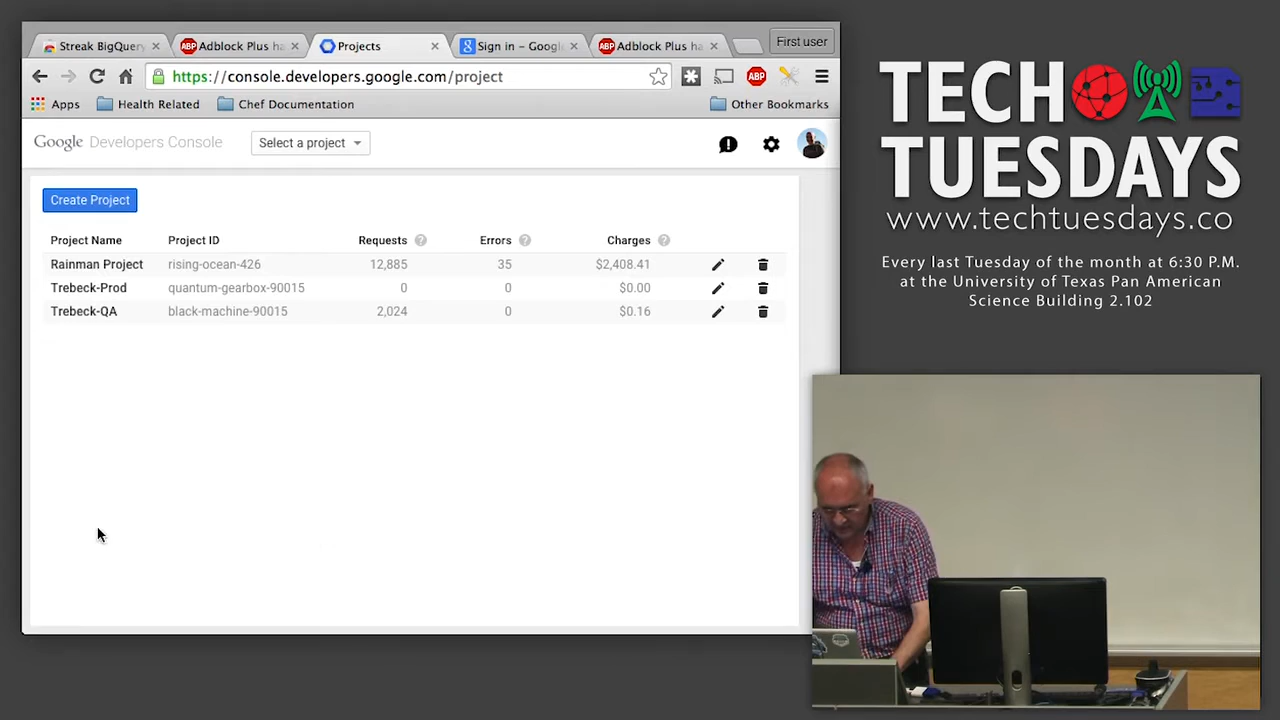 Streak BigQuery
Adblock Plus ha
Projects
Sign in - Googl
Adblock Plus ha
First user
https://console.developers.google.com/project
ABP
Apps
Health Related
Chef Documentation
Other Bookmarks
Google Developers Console
Select a project
Create Project
Project Name Project ID Requests ? Errors ? Charges ?
Rainman Project rising-ocean-426 12,885 35 $2,408.41
Trebeck-Prod quantum-gearbox-90015 0 0 $0.00
Trebeck-QA black-machine-90015 2,024 0 $0.16
TECH
TUESDAYS
www.techtuesdays.co
Every last Tuesday of the month at 6:30 P.M.
at the University of Texas Pan American
Science Building 2.102